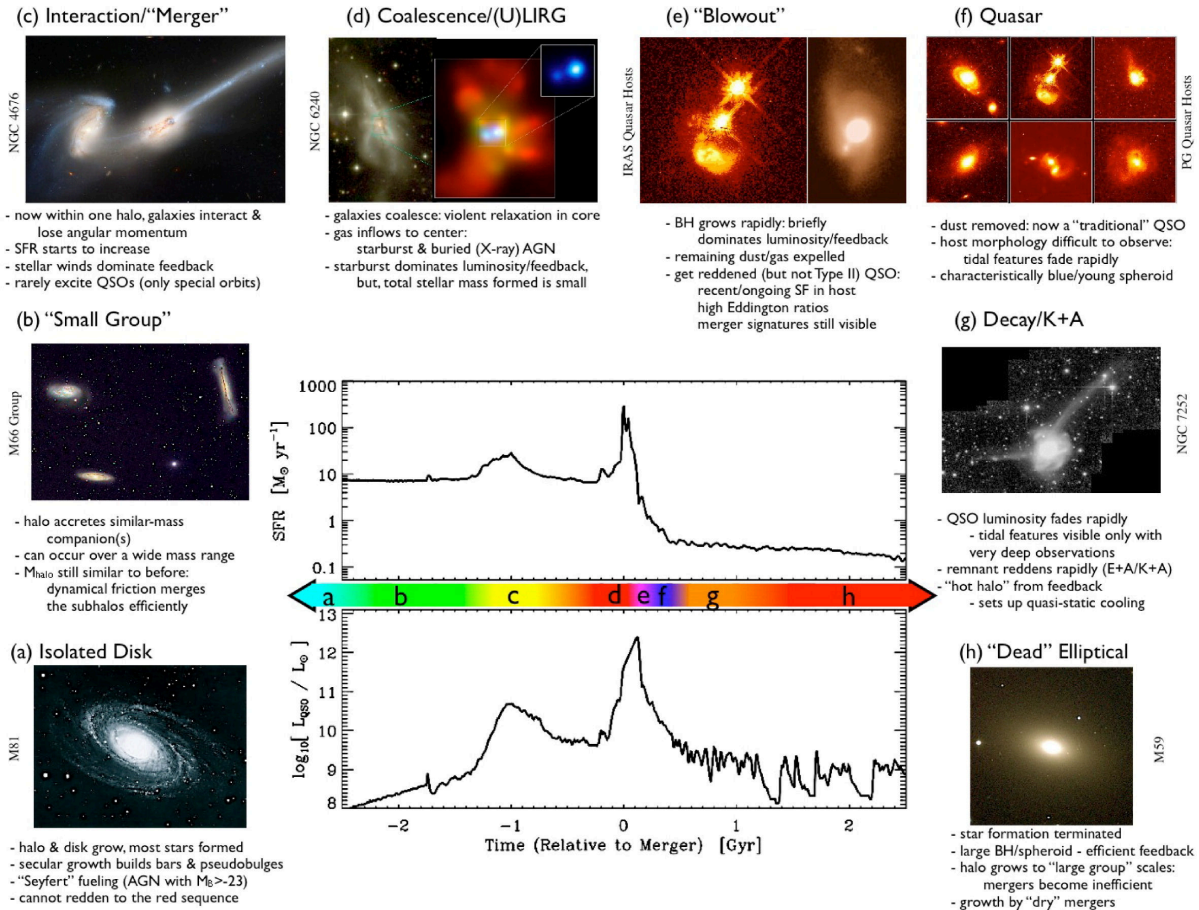 (c) Interaction/“Merger”
NGC 4676
- now within one halo, galaxies interact &
lose angular momentum
- SFR starts to increase
- stellar winds dominate feedback
- rarely excite QSOs (only special orbits)
(d) Coalescence/(U)LIRG
NGC 6240
- galaxies coalesce: violent relaxation in core
- gas inflows to center:
starburst & buried (X-ray) AGN
- starburst dominates luminosity/feedback,
but, total stellar mass formed is small
(e) “Blowout”
IRAS Quasar Hosts
- BH grows rapidly: briefly
dominates luminosity/feedback
- remaining dust/gas expelled
- get reddened (but not Type II) QSO:
recent/ongoing SF in host
high Eddington ratios
merger signatures still visible
(f) Quasar
PG Quasar Hosts
- dust removed: now a “traditional” QSO
- host morphology difficult to observe:
tidal features fade rapidly
- characteristically blue/young spheroid
(b) “Small Group”
M66 Group
- halo accretes similar-mass
companion(s)
- can occur over a wide mass range
- Mhalo still similar to before:
dynamical friction merges
the subhalos efficiently
(a) Isolated Disk
M81
- halo & disk grow, most stars formed
- secular growth builds bars & pseudobulges
- “Seyfert” fueling (AGN with MB>-23)
- cannot redden to the red sequence
1000
100
10
1
0.1
SFR [M⊙ yr⁻¹]
a b c d e f g h
13
12
11
10
9
8
log₁₀[ LQSO / L⊙ ]
-2 -1 0 1 2
Time (Relative to Merger) [Gyr]
(g) Decay/K+A
NGC 7252
- QSO luminosity fades rapidly
- tidal features visible only with
very deep observations
- remnant reddens rapidly (E+A/K+A)
- “hot halo” from feedback
- sets up quasi-static cooling
(h) “Dead” Elliptical
M59
- star formation terminated
- large BH/spheroid - efficient feedback
- halo grows to “large group” scales:
mergers become inefficient
- growth by “dry” mergers